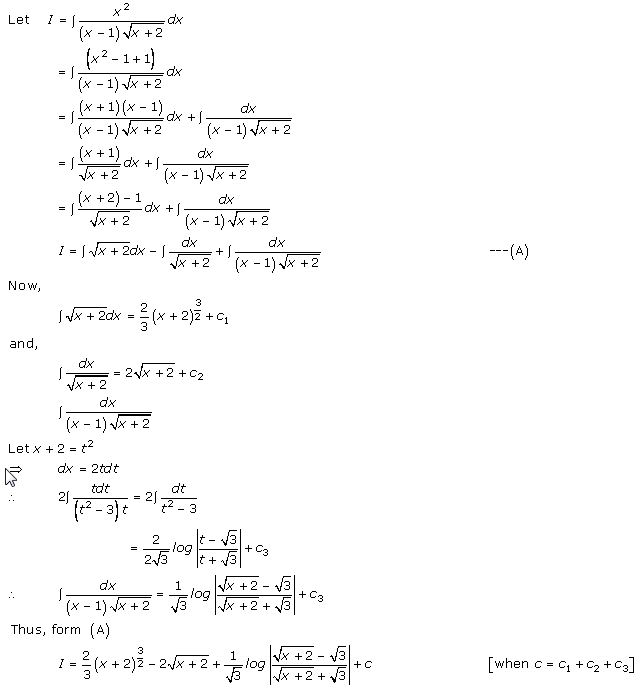 Let I = ∫ x²/((x − 1)√(x + 2)) dx
= ∫ (x² − 1 + 1)/((x − 1)√(x + 2)) dx
= ∫ (x + 1)(x − 1)/((x − 1)√(x + 2)) dx + ∫ dx/((x − 1)√(x + 2))
= ∫ (x + 1)/√(x + 2) dx + ∫ dx/((x − 1)√(x + 2))
= ∫ ((x + 2) − 1)/√(x + 2) dx + ∫ dx/((x − 1)√(x + 2))
I = ∫ √(x + 2) dx − ∫ dx/√(x + 2) + ∫ dx/((x − 1)√(x + 2)) ---(A)
Now,
∫ √(x + 2) dx = 2/3 (x + 2)^(3/2) + c₁
and,
∫ dx/√(x + 2) = 2√(x + 2) + c₂
∫ dx/((x − 1)√(x + 2))
Let x + 2 = t²
⇒ dx = 2tdt
∴ 2∫ tdt/((t² − 3)t) = 2∫ dt/(t² − 3)
= 2/(2√3) log |(t − √3)/(t + √3)| + c₃
∴ ∫ dx/((x − 1)√(x + 2)) = 1/√3 log |(√(x + 2) − √3)/(√(x + 2) + √3)| + c₃
Thus, form (A)
I = 2/3 (x + 2)^(3/2) − 2√(x + 2) + 1/√3 log |(√(x + 2) − √3)/(√(x + 2) + √3)| + c [when c = c₁ + c₂ + c₃]